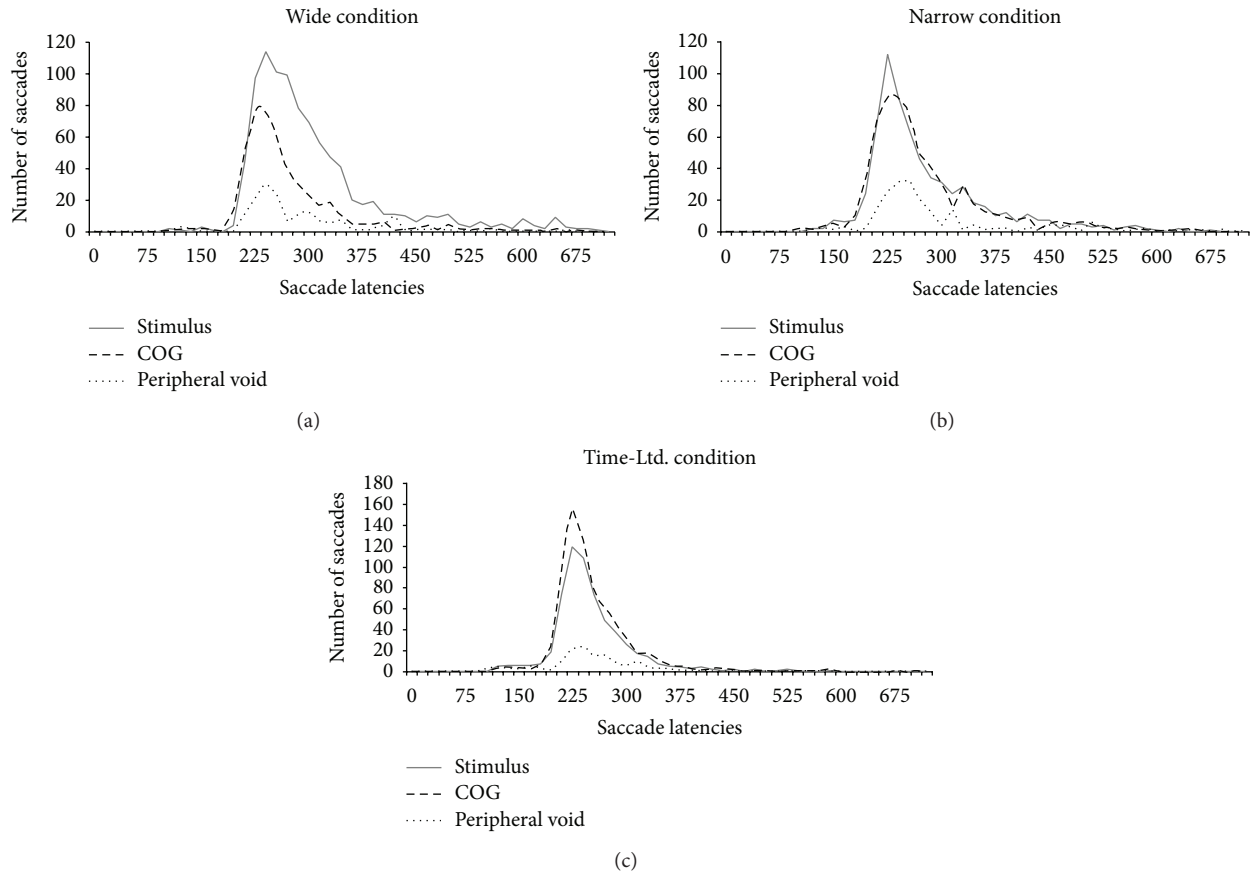 Wide condition
Number of saccades
120
100
80
60
40
20
0
0 75 150 225 300 375 450 525 600 675
Saccade latencies
Stimulus
COG
Peripheral void
(a)
Narrow condition
Number of saccades
120
100
80
60
40
20
0
0 75 150 225 300 375 450 525 600 675
Saccade latencies
Stimulus
COG
Peripheral void
(b)
Time-Ltd. condition
Number of saccades
180
160
140
120
100
80
60
40
20
0
0 75 150 225 300 375 450 525 600 675
Saccade latencies
Stimulus
COG
Peripheral void
(c)